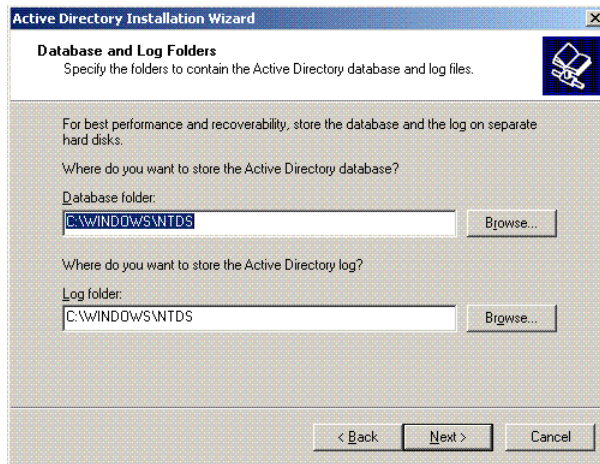 Active Directory Installation Wizard
Database and Log Folders
Specify the folders to contain the Active Directory database and log files.
For best performance and recoverability, store the database and the log on separate
hard disks.
Where do you want to store the Active Directory database?
Database folder:
C:\WINDOWS\NTDS
Browse...
Where do you want to store the Active Directory log?
Log folder:
C:\WINDOWS\NTDS
Browse...
< Back Next > Cancel